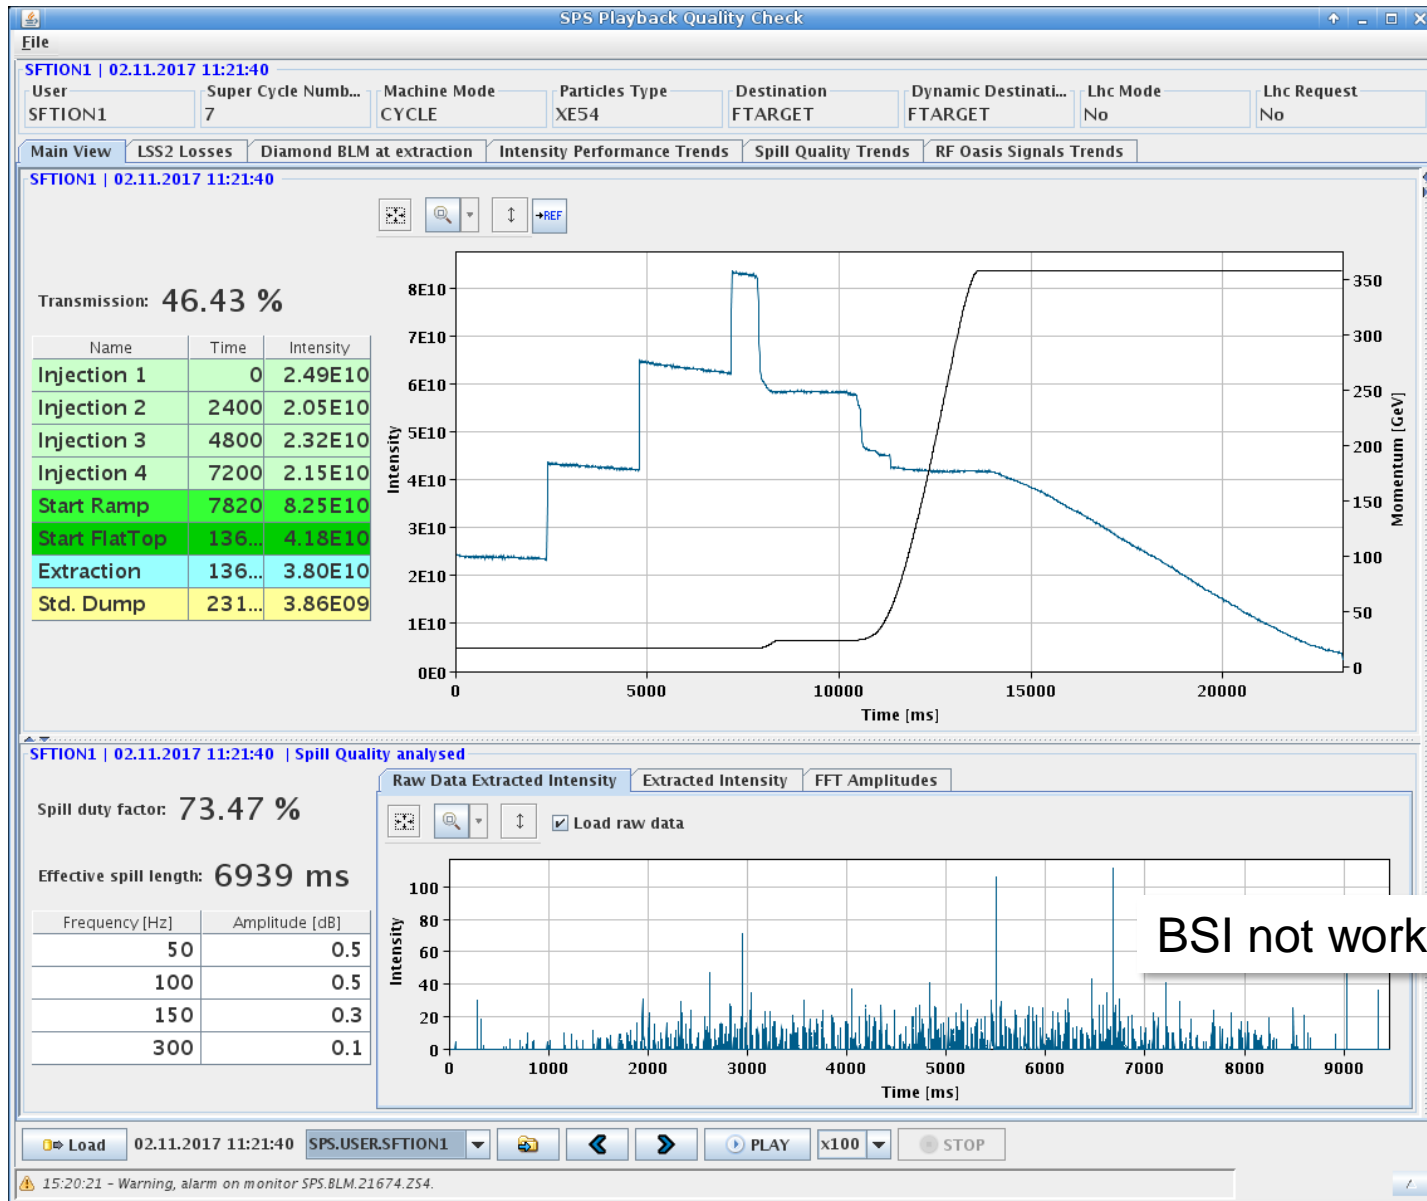 SPS Playback Quality Check
File
SFTION1 | 02.11.2017 11:21:40
User Super Cycle Numb... Machine Mode Particles Type Destination Dynamic Destinati... Lhc Mode Lhc Request
SFTION1 7 CYCLE XE54 FTARGET FTARGET No No
Main View LSS2 Losses Diamond BLM at extraction Intensity Performance Trends Spill Quality Trends RF Oasis Signals Trends
SFTION1 | 02.11.2017 11:21:40
→REF
Transmission: 46.43 %
Name Time Intensity
Injection 1 0 2.49E10
Injection 2 2400 2.05E10
Injection 3 4800 2.32E10
Injection 4 7200 2.15E10
Start Ramp 7820 8.25E10
Start FlatTop 136... 4.18E10
Extraction 136... 3.80E10
Std. Dump 231... 3.86E09
8E10
7E10
6E10
5E10
4E10
3E10
2E10
1E10
0E0
Intensity
350
300
250
200
150
100
50
0
Momentum [GeV]
0 5000 10000 15000 20000
Time [ms]
SFTION1 | 02.11.2017 11:21:40 | Spill Quality analysed
Raw Data Extracted Intensity Extracted Intensity FFT Amplitudes
Load raw data
Spill duty factor: 73.47 %
Effective spill length: 6939 ms
Frequency [Hz] Amplitude [dB]
50 0.5
100 0.5
150 0.3
300 0.1
100
80
60
40
20
0
Intensity
BSI not work
0 1000 2000 3000 4000 5000 6000 7000 8000 9000
Time [ms]
Load 02.11.2017 11:21:40 SPS.USER.SFTION1 PLAY x100 STOP
15:20:21 - Warning, alarm on monitor SPS.BLM.21674.ZS4.